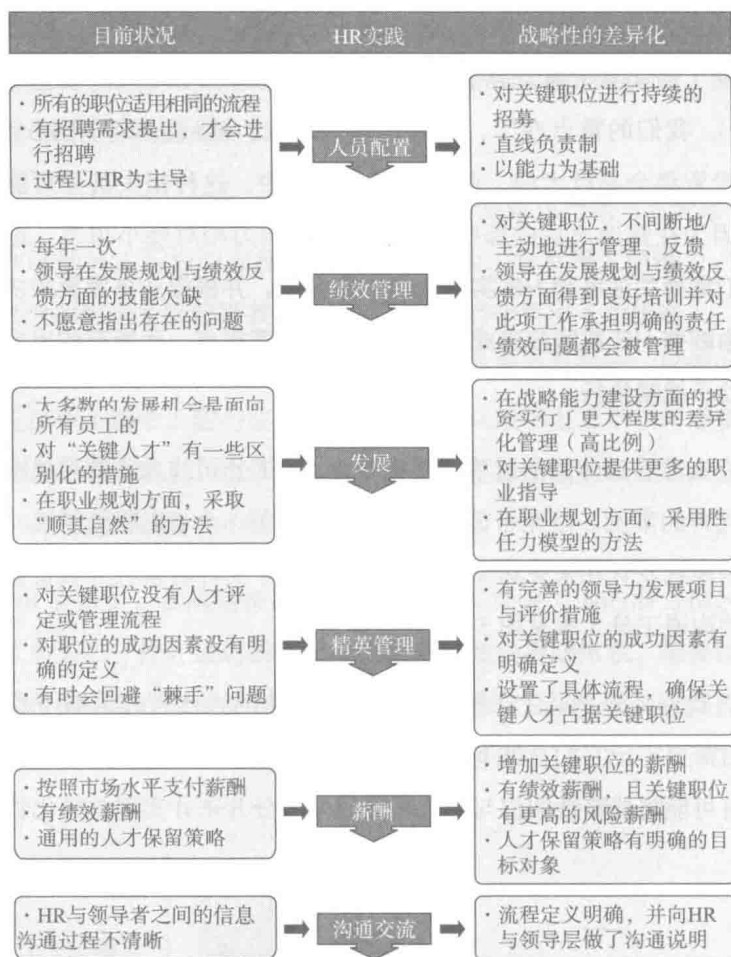 目前状况
HR实践
战略性的差异化
· 所有的职位适用相同的流程
· 有招聘需求提出，才会进
行招聘
· 过程以HR为主导
人员配置
· 对关键职位进行持续的
招募
· 直线负责制
· 以能力为基础
· 每年一次
· 领导在发展规划与绩效反
馈方面的技能欠缺
· 不愿意指出存在的问题
绩效管理
· 对关键职位，不间断地/
主动地进行管理、反馈
· 领导在发展规划与绩效反
馈方面得到良好培训并对
此项工作承担明确的责任
· 绩效问题都会被管理
· 大多数的发展机会是面向
所有员工的
· 对“关键人才”有一些区
别化的措施
· 在职业规划方面，采取
“顺其自然”的方法
发展
· 在战略能力建设方面的投
资实行了更大程度的差异
化管理（高比例）
· 对关键职位提供更多的职
业指导
· 在职业规划方面，采用胜
任力模型的方法
· 对关键职位没有人才评
定或管理流程
· 对职位的成功因素没有明
确的定义
· 有时会回避“棘手”问题
精英管理
· 有完善的领导力发展项目
与评价措施
· 对关键职位的成功因素有
明确定义
· 设置了具体流程，确保关
键人才占据关键职位
· 按照市场水平支付薪酬
· 有绩效薪酬
· 通用的人才保留策略
薪酬
· 增加关键职位的薪酬
· 有绩效薪酬，且关键职位
有更高的风险薪酬
· 人才保留策略有明确的目
标对象
· HR与领导者之间的信息
沟通过程不清晰
沟通交流
· 流程定义明确，并向HR
与领导层做了沟通说明